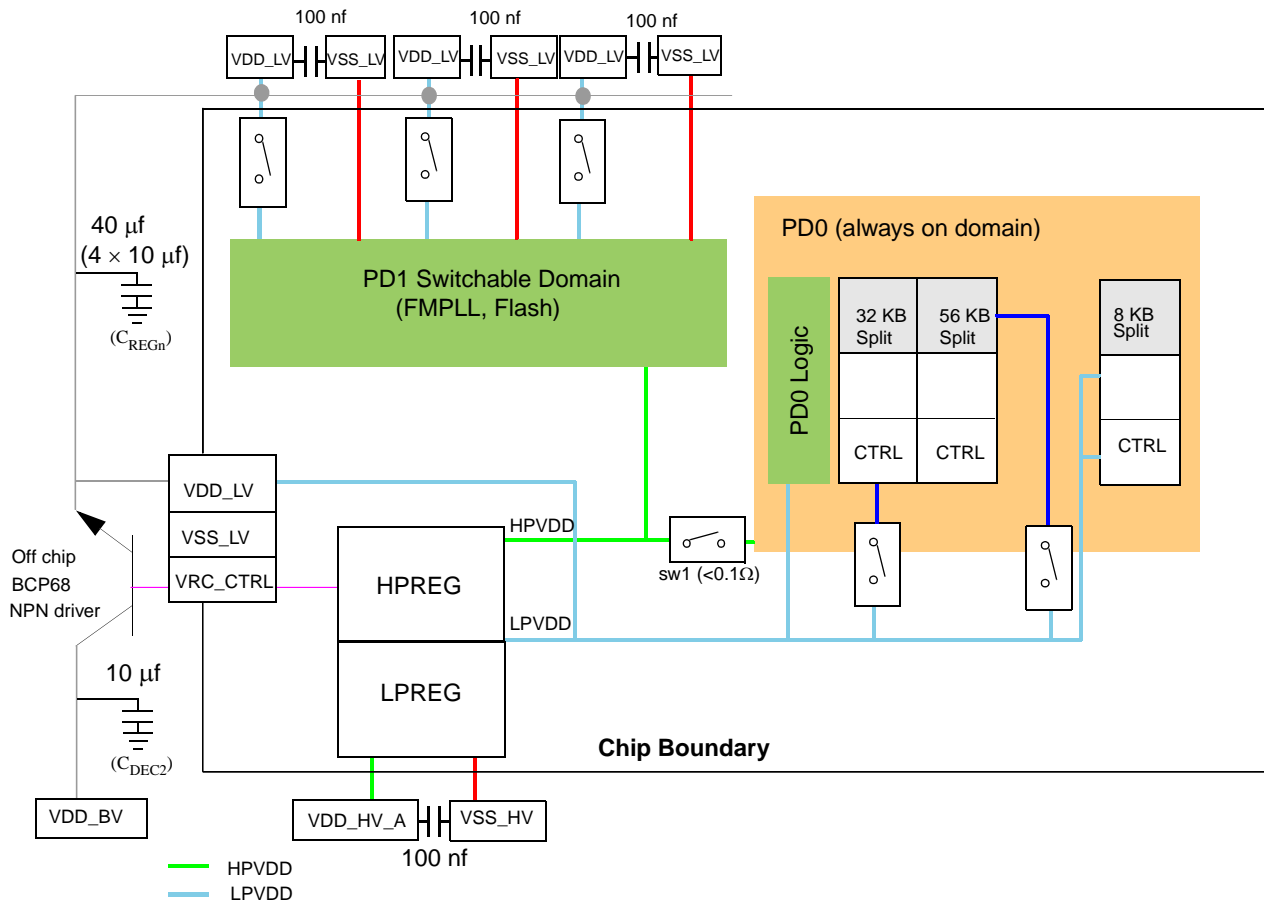 100 nf
100 nf
100 nf
VDD_LV
VSS_LV
VDD_LV
VSS_LV
VDD_LV
VSS_LV
40 μf
(4 × 10 μf)
(C_REGn)
PD1 Switchable Domain
(FMPLL, Flash)
PD0 (always on domain)
PD0 Logic
32 KB
Split
56 KB
Split
8 KB
Split
CTRL
CTRL
CTRL
VDD_LV
VSS_LV
VRC_CTRL
Off chip
BCP68
NPN driver
HPVDD
sw1 (<0.1Ω)
HPREG
LPVDD
LPREG
10 μf
(C_DEC2)
Chip Boundary
VDD_BV
VDD_HV_A
VSS_HV
100 nf
HPVDD
LPVDD